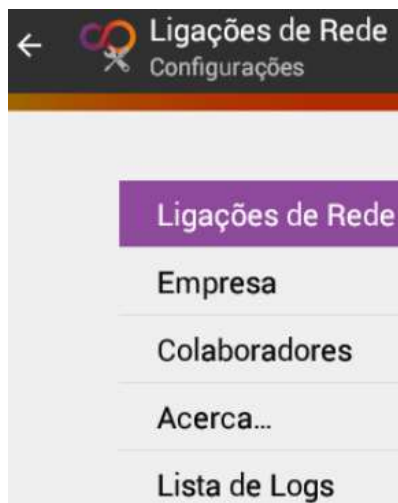 Ligações de Rede
Configurações
Ligações de Rede
Empresa
Colaboradores
Acerca...
Lista de Logs